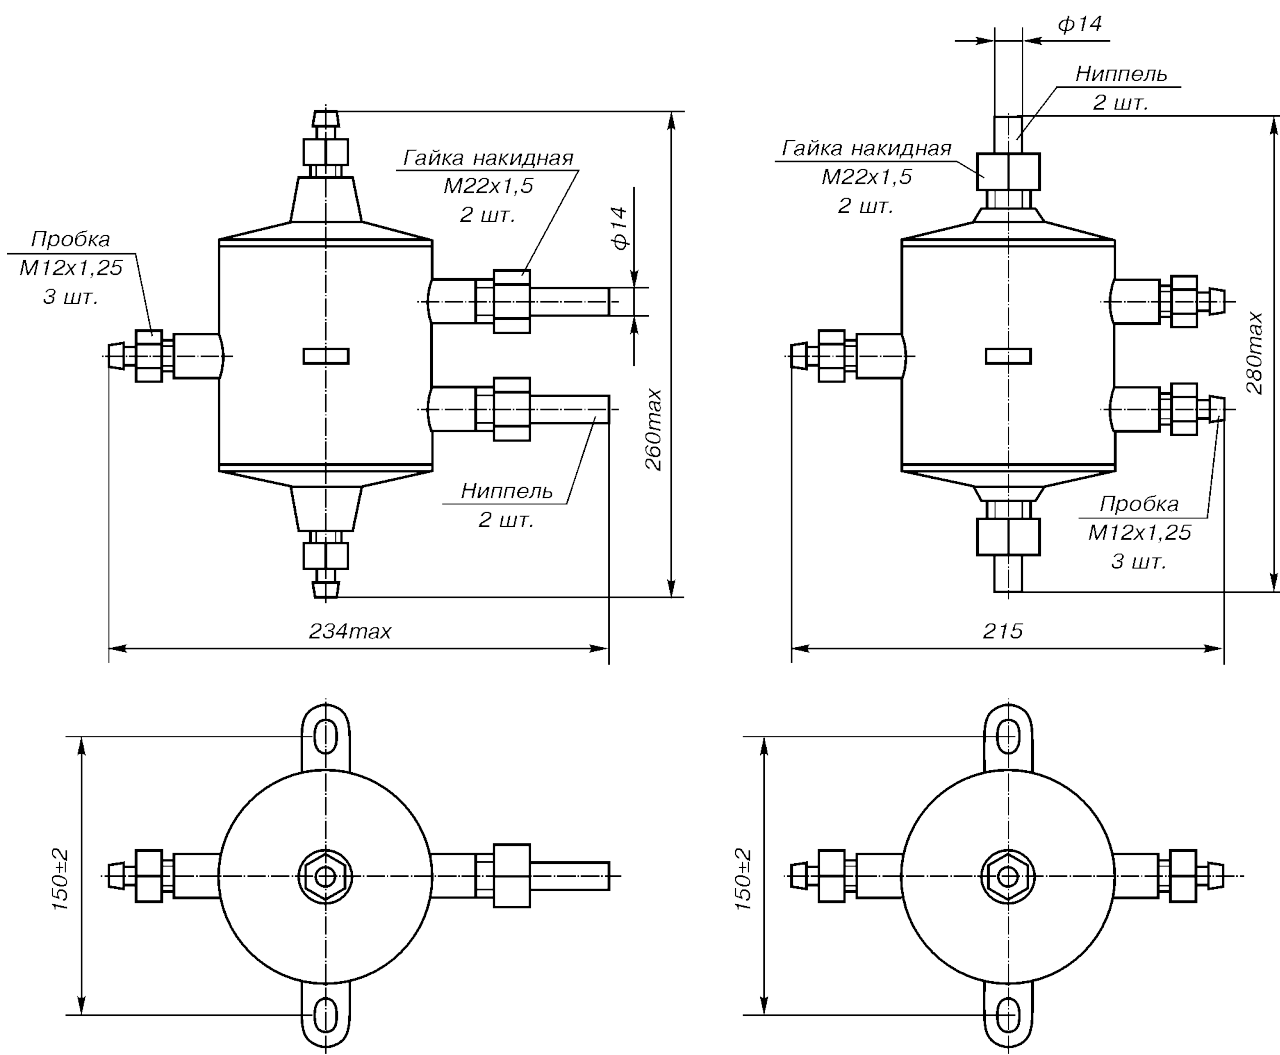 ф14
Ниппель
2 шт.
Гайка накидная
М22х1,5
2 шт.
Гайка накидная
М22х1,5
2 шт.
ф14
Пробка
М12х1,25
3 шт.
260max
280max
Ниппель
2 шт.
Пробка
М12х1,25
3 шт.
234max
215
150±2
150±2